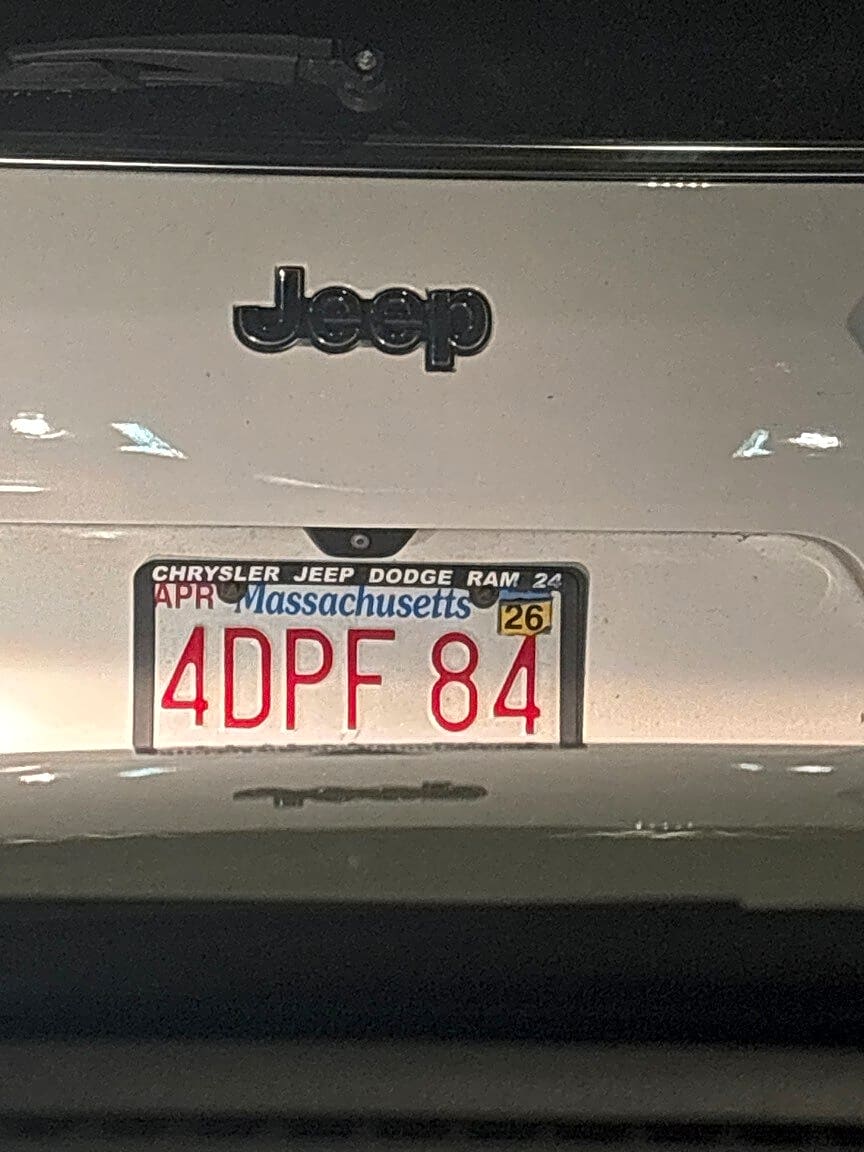 Jeep
CHRYSLER JEEP DODGE RAM 24
APR Massachusetts
26
4DPF 84